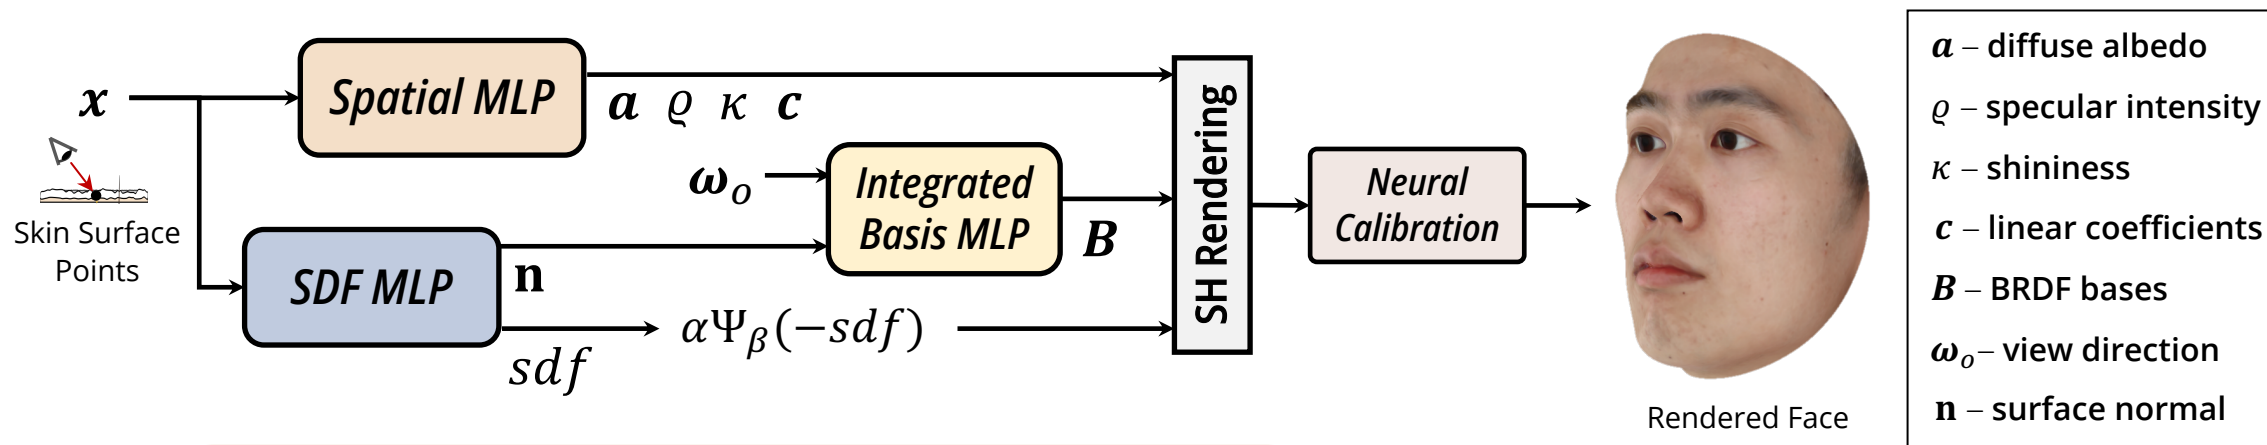 x
Skin Surface
Points
Spatial MLP
a ϱ κ c
SDF MLP
n
sdf
ω_o
Integrated
Basis MLP
B
αΨ_β(−sdf)
SH Rendering
Neural
Calibration
Rendered Face
a – diffuse albedo
ϱ – specular intensity
κ – shininess
c – linear coefficients
B – BRDF bases
ω_o– view direction
n – surface normal